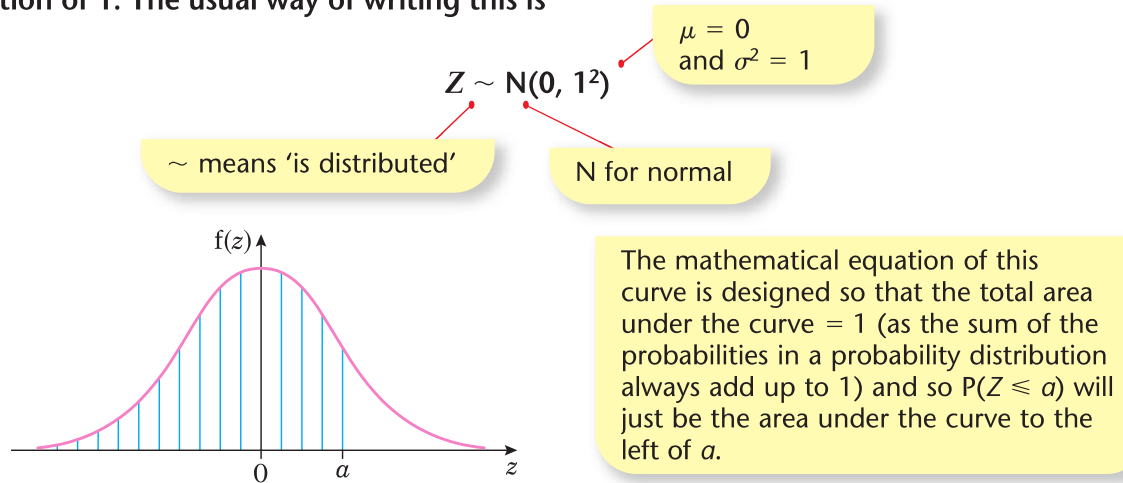 tion of 1. The usual way of writing this is
μ = 0
and σ² = 1
Z ~ N(0, 1²)
~ means ‘is distributed’
N for normal
f(z)
0
a
z
The mathematical equation of this
curve is designed so that the total area
under the curve = 1 (as the sum of the
probabilities in a probability distribution
always add up to 1) and so P(Z ⩽ a) will
just be the area under the curve to the
left of a.